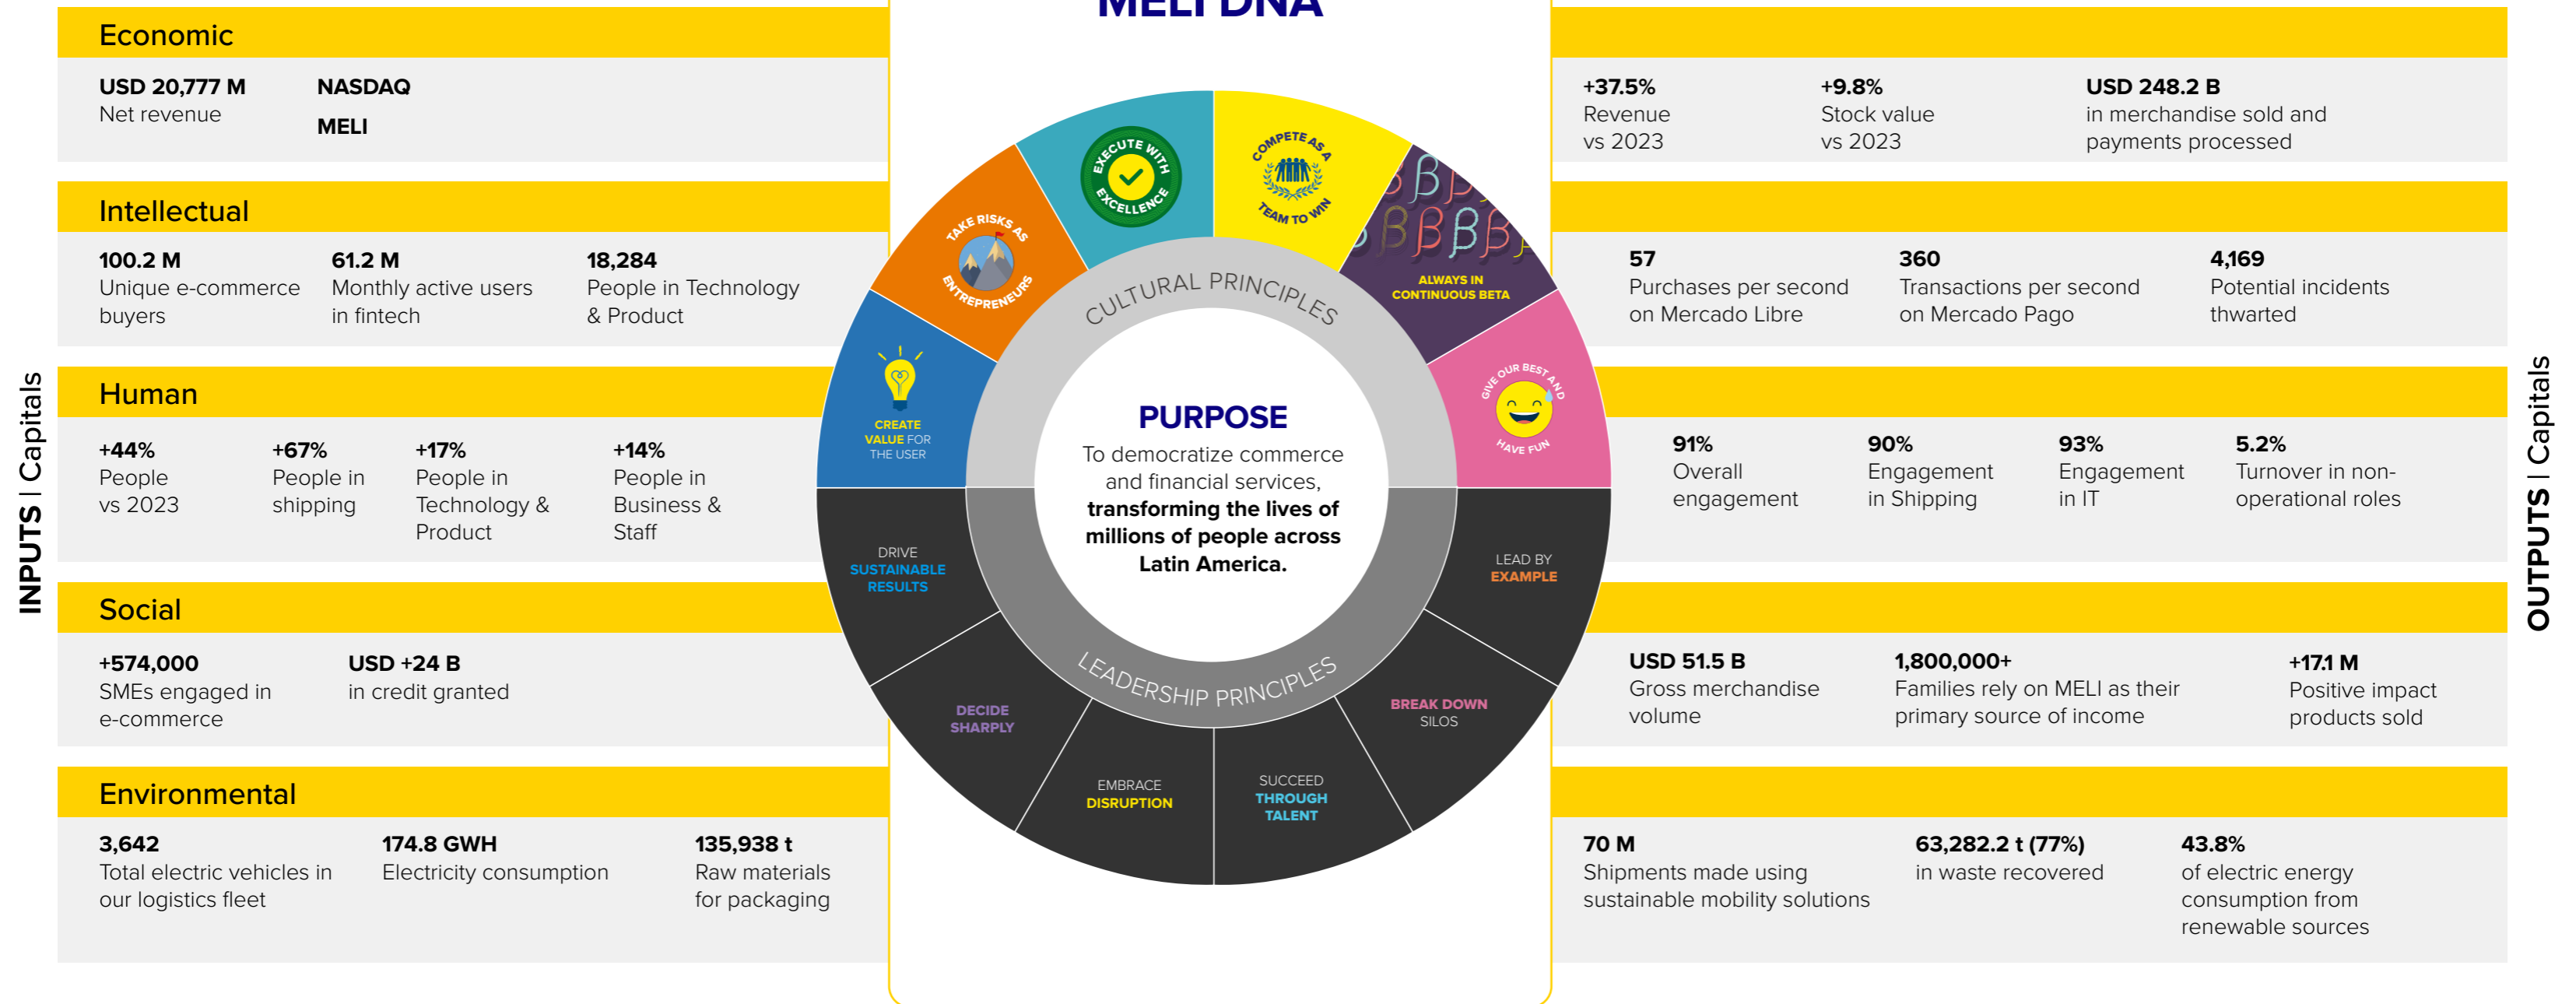 MELI DNA
INPUTS | Capitals
Economic
USD 20,777 M
Net revenue
NASDAQ
MELI
Intellectual
100.2 M
Unique e-commerce
buyers
61.2 M
Monthly active users
in fintech
18,284
People in Technology
& Product
Human
+44%
People
vs 2023
+67%
People in
shipping
+17%
People in
Technology &
Product
+14%
People in
Business &
Staff
Social
+574,000
SMEs engaged in
e-commerce
USD +24 B
in credit granted
Environmental
3,642
Total electric vehicles in
our logistics fleet
174.8 GWH
Electricity consumption
135,938 t
Raw materials
for packaging
CREATE
VALUE FOR
THE USER
TAKE RISKS AS
ENTREPRENEURS
EXECUTE WITH
EXCELLENCE
COMPETE AS A
TEAM TO WIN
β β β
β β β β
ALWAYS IN
CONTINUOUS BETA
GIVE OUR BEST AND
HAVE FUN
CULTURAL PRINCIPLES
PURPOSE
To democratize commerce
and financial services,
transforming the lives of
millions of people across
Latin America.
LEADERSHIP PRINCIPLES
DRIVE
SUSTAINABLE
RESULTS
DECIDE
SHARPLY
EMBRACE
DISRUPTION
SUCCEED
THROUGH
TALENT
BREAK DOWN
SILOS
LEAD BY
EXAMPLE
+37.5%
Revenue
vs 2023
+9.8%
Stock value
vs 2023
USD 248.2 B
in merchandise sold and
payments processed
57
Purchases per second
on Mercado Libre
360
Transactions per second
on Mercado Pago
4,169
Potential incidents
thwarted
91%
Overall
engagement
90%
Engagement
in Shipping
93%
Engagement
in IT
5.2%
Turnover in non-
operational roles
USD 51.5 B
Gross merchandise
volume
1,800,000+
Families rely on MELI as their
primary source of income
+17.1 M
Positive impact
products sold
70 M
Shipments made using
sustainable mobility solutions
63,282.2 t (77%)
in waste recovered
43.8%
of electric energy
consumption from
renewable sources
OUTPUTS | Capitals